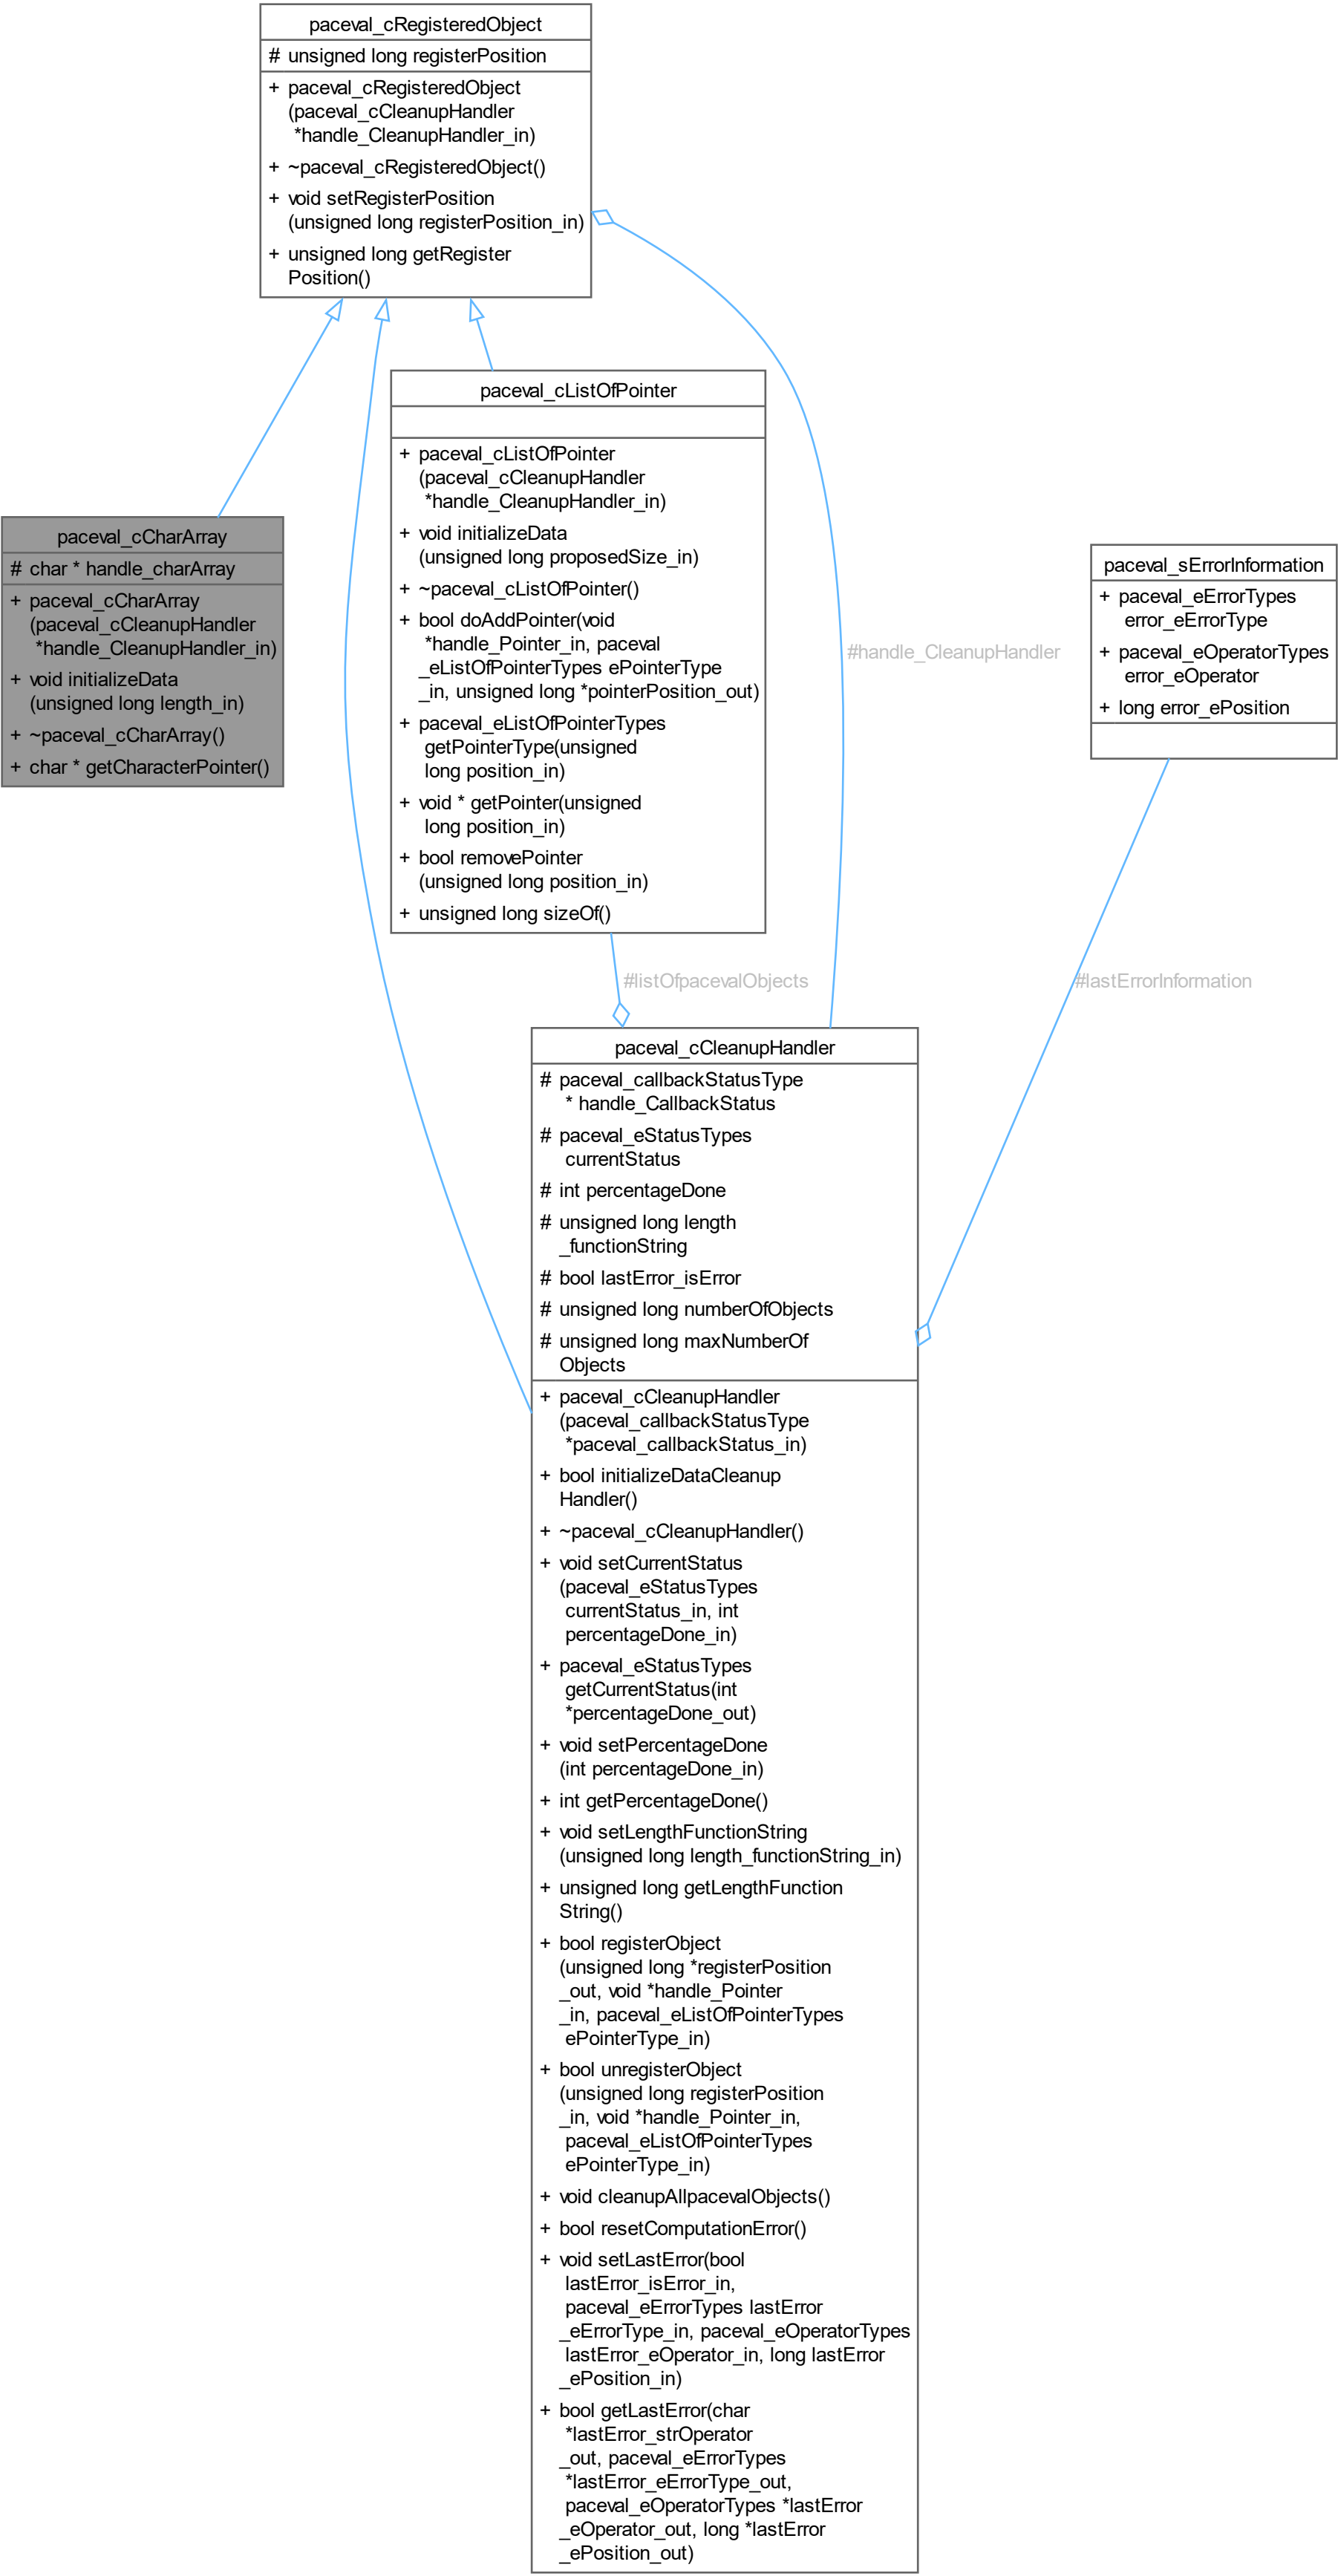 paceval_cRegisteredObject
# unsigned long registerPosition
+ paceval_cRegisteredObject
(paceval_cCleanupHandler
*handle_CleanupHandler_in)
+ ~paceval_cRegisteredObject()
+ void setRegisterPosition
(unsigned long registerPosition_in)
+ unsigned long getRegister
Position()
paceval_cListOfPointer
+ paceval_cListOfPointer
(paceval_cCleanupHandler
*handle_CleanupHandler_in)
+ void initializeData
(unsigned long proposedSize_in)
+ ~paceval_cListOfPointer()
+ bool doAddPointer(void
*handle_Pointer_in, paceval
_eListOfPointerTypes ePointerType
_in, unsigned long *pointerPosition_out)
+ paceval_eListOfPointerTypes
getPointerType(unsigned
long position_in)
+ void * getPointer(unsigned
long position_in)
+ bool removePointer
(unsigned long position_in)
+ unsigned long sizeOf()
paceval_cCharArray
# char * handle_charArray
+ paceval_cCharArray
(paceval_cCleanupHandler
*handle_CleanupHandler_in)
+ void initializeData
(unsigned long length_in)
+ ~paceval_cCharArray()
+ char * getCharacterPointer()
#handle_CleanupHandler
paceval_sErrorInformation
+ paceval_eErrorTypes
error_eErrorType
+ paceval_eOperatorTypes
error_eOperator
+ long error_ePosition
#listOfpacevalObjects
#lastErrorInformation
paceval_cCleanupHandler
# paceval_callbackStatusType
* handle_CallbackStatus
# paceval_eStatusTypes
currentStatus
# int percentageDone
# unsigned long length
_functionString
# bool lastError_isError
# unsigned long numberOfObjects
# unsigned long maxNumberOf
Objects
+ paceval_cCleanupHandler
(paceval_callbackStatusType
*paceval_callbackStatus_in)
+ bool initializeDataCleanup
Handler()
+ ~paceval_cCleanupHandler()
+ void setCurrentStatus
(paceval_eStatusTypes
currentStatus_in, int
percentageDone_in)
+ paceval_eStatusTypes
getCurrentStatus(int
*percentageDone_out)
+ void setPercentageDone
(int percentageDone_in)
+ int getPercentageDone()
+ void setLengthFunctionString
(unsigned long length_functionString_in)
+ unsigned long getLengthFunction
String()
+ bool registerObject
(unsigned long *registerPosition
_out, void *handle_Pointer
_in, paceval_eListOfPointerTypes
ePointerType_in)
+ bool unregisterObject
(unsigned long registerPosition
_in, void *handle_Pointer_in,
paceval_eListOfPointerTypes
ePointerType_in)
+ void cleanupAllpacevalObjects()
+ bool resetComputationError()
+ void setLastError(bool
lastError_isError_in,
paceval_eErrorTypes lastError
_eErrorType_in, paceval_eOperatorTypes
lastError_eOperator_in, long lastError
_ePosition_in)
+ bool getLastError(char
*lastError_strOperator
_out, paceval_eErrorTypes
*lastError_eErrorType_out,
paceval_eOperatorTypes *lastError
_eOperator_out, long *lastError
_ePosition_out)